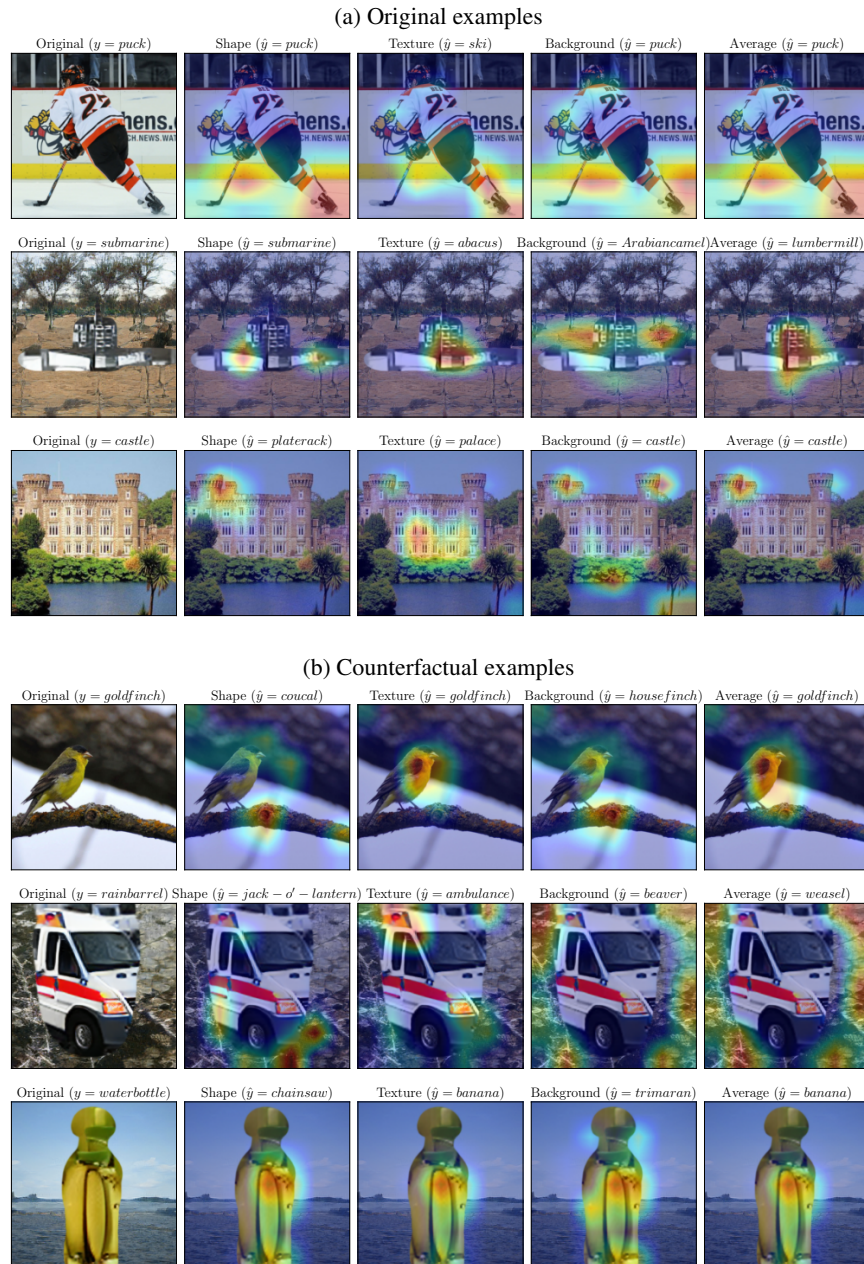 (a) Original examples
Original (y = puck) Shape (ŷ = puck) Texture (ŷ = ski) Background (ŷ = puck) Average (ŷ = puck)
22 hens.c
CH.NEWS.WAT
Original (y = submarine) Shape (ŷ = submarine) Texture (ŷ = abacus) Background (ŷ = Arabiancamel) Average (ŷ = lumbermill)
Original (y = castle) Shape (ŷ = platerack) Texture (ŷ = palace) Background (ŷ = castle) Average (ŷ = castle)
(b) Counterfactual examples
Original (y = goldfinch) Shape (ŷ = coucal) Texture (ŷ = goldfinch) Background (ŷ = housefinch) Average (ŷ = goldfinch)
Original (y = rainbarrel) Shape (ŷ = jack − o′ − lantern) Texture (ŷ = ambulance) Background (ŷ = beaver) Average (ŷ = weasel)
Original (y = waterbottle) Shape (ŷ = chainsaw) Texture (ŷ = banana) Background (ŷ = trimaran) Average (ŷ = banana)